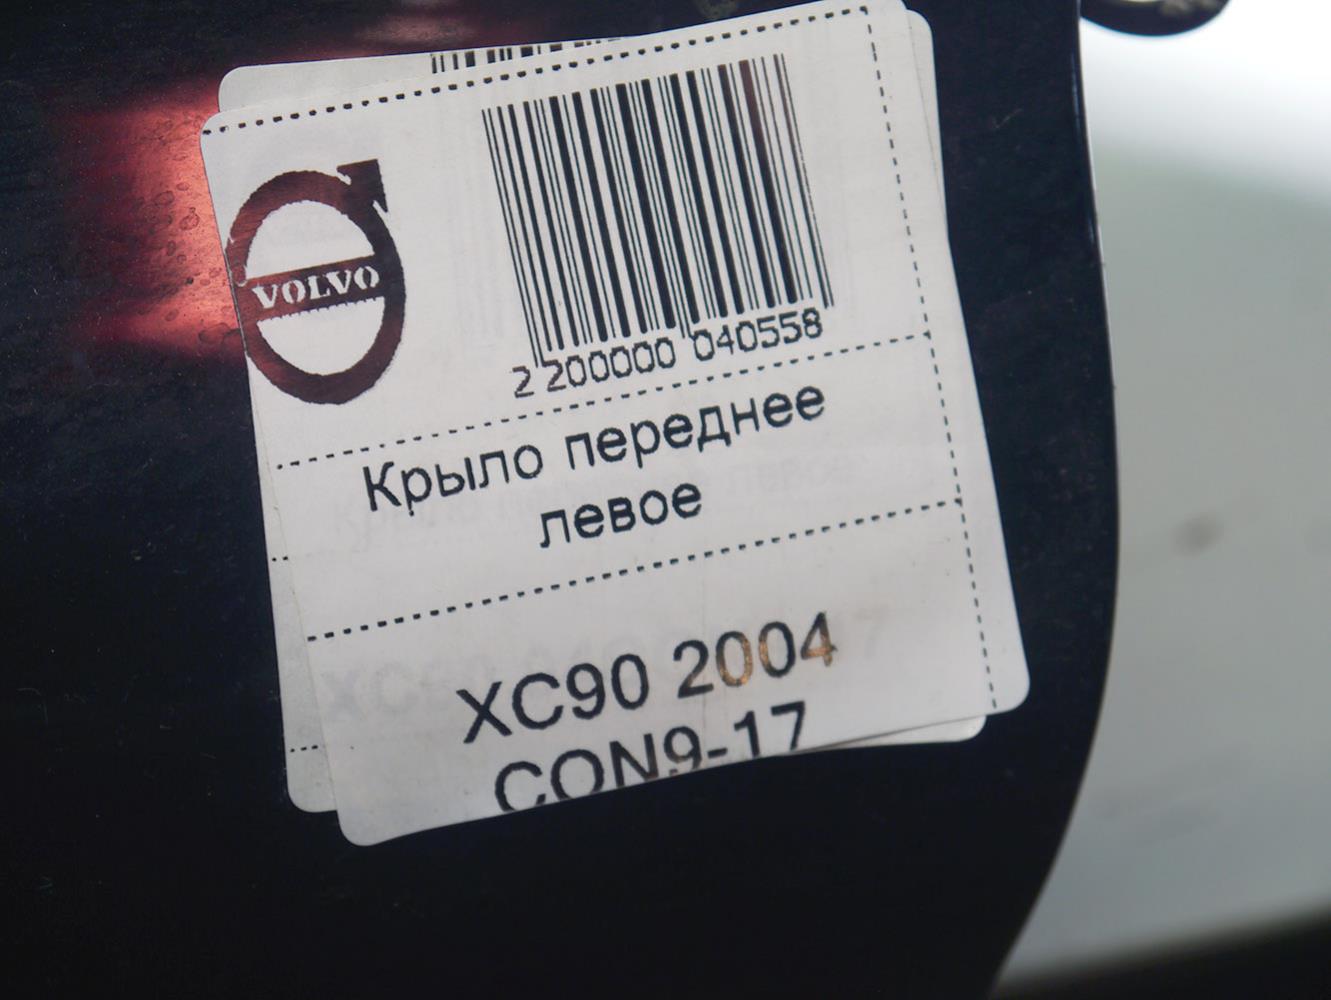 VOLVO
2 200000 040558
Крыло переднее
левое
XC90 2004
CON9-17